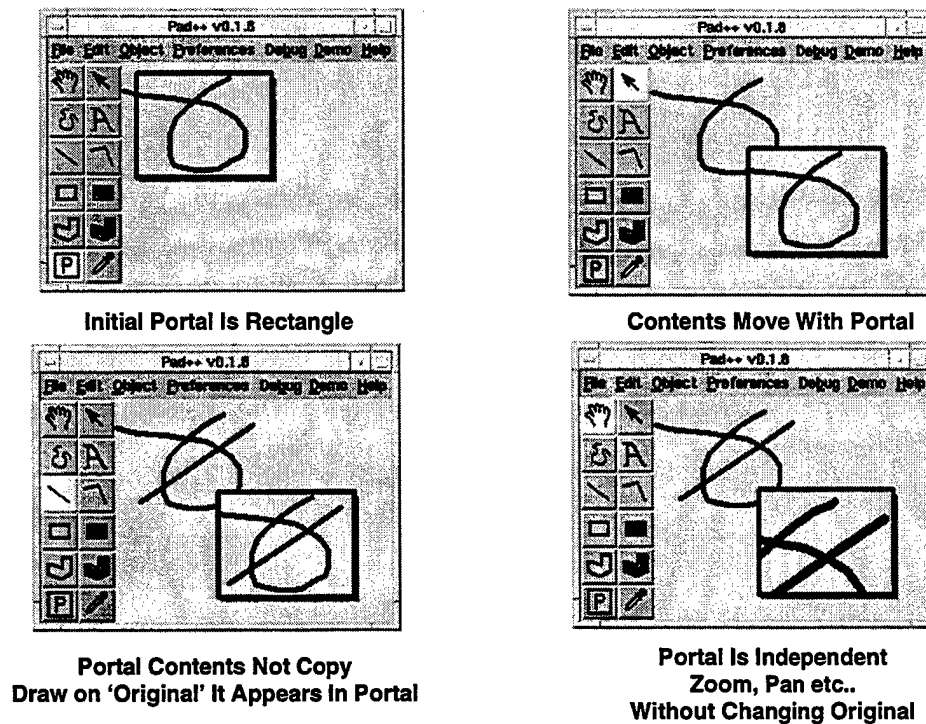 Pad++ v0.1.8
File Edit Object Preferences Debug Demo Help
P
Initial Portal Is Rectangle
Pad++ v0.1.8
File Edit Object Preferences Debug Demo Help
A
P
Contents Move With Portal
Pad++ v0.1.8
File Edit Object Preferences Debug Demo Help
A
P
Portal Contents Not Copy
Draw on 'Original' It Appears In Portal
Pad++ v0.1.8
File Edit Object Preferences Debug Demo Help
A
P
Portal Is Independent
Zoom, Pan etc..
Without Changing Original